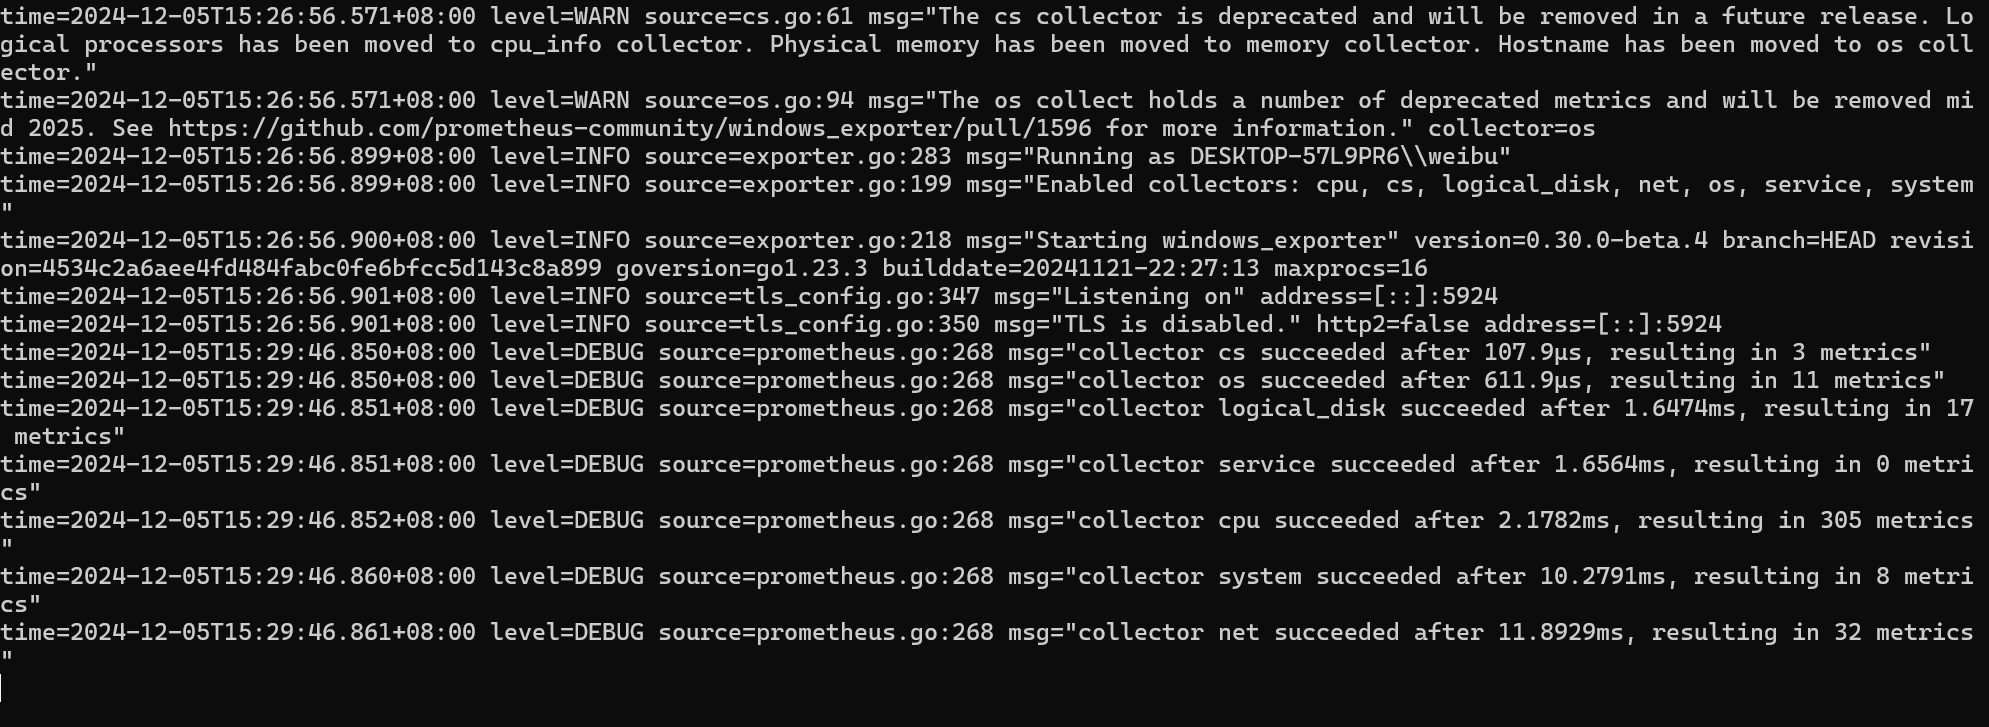 time=2024-12-05T15:26:56.571+08:00 level=WARN source=cs.go:61 msg="The cs collector is deprecated and will be removed in a future release. Lo
gical processors has been moved to cpu_info collector. Physical memory has been moved to memory collector. Hostname has been moved to os coll
ector."
time=2024-12-05T15:26:56.571+08:00 level=WARN source=os.go:94 msg="The os collect holds a number of deprecated metrics and will be removed mi
d 2025. See https://github.com/prometheus-community/windows_exporter/pull/1596 for more information." collector=os
time=2024-12-05T15:26:56.899+08:00 level=INFO source=exporter.go:283 msg="Running as DESKTOP-57L9PR6\\weibu"
time=2024-12-05T15:26:56.899+08:00 level=INFO source=exporter.go:199 msg="Enabled collectors: cpu, cs, logical_disk, net, os, service, system
"
time=2024-12-05T15:26:56.900+08:00 level=INFO source=exporter.go:218 msg="Starting windows_exporter" version=0.30.0-beta.4 branch=HEAD revisi
on=4534c2a6aee4fd484fabc0fe6bfcc5d143c8a899 goversion=go1.23.3 builddate=20241121-22:27:13 maxprocs=16
time=2024-12-05T15:26:56.901+08:00 level=INFO source=tls_config.go:347 msg="Listening on" address=[::]:5924
time=2024-12-05T15:26:56.901+08:00 level=INFO source=tls_config.go:350 msg="TLS is disabled." http2=false address=[::]:5924
time=2024-12-05T15:29:46.850+08:00 level=DEBUG source=prometheus.go:268 msg="collector cs succeeded after 107.9µs, resulting in 3 metrics"
time=2024-12-05T15:29:46.850+08:00 level=DEBUG source=prometheus.go:268 msg="collector os succeeded after 611.9µs, resulting in 11 metrics"
time=2024-12-05T15:29:46.851+08:00 level=DEBUG source=prometheus.go:268 msg="collector logical_disk succeeded after 1.6474ms, resulting in 17
 metrics"
time=2024-12-05T15:29:46.851+08:00 level=DEBUG source=prometheus.go:268 msg="collector service succeeded after 1.6564ms, resulting in 0 metri
cs"
time=2024-12-05T15:29:46.852+08:00 level=DEBUG source=prometheus.go:268 msg="collector cpu succeeded after 2.1782ms, resulting in 305 metrics
"
time=2024-12-05T15:29:46.860+08:00 level=DEBUG source=prometheus.go:268 msg="collector system succeeded after 10.2791ms, resulting in 8 metri
cs"
time=2024-12-05T15:29:46.861+08:00 level=DEBUG source=prometheus.go:268 msg="collector net succeeded after 11.8929ms, resulting in 32 metrics
"